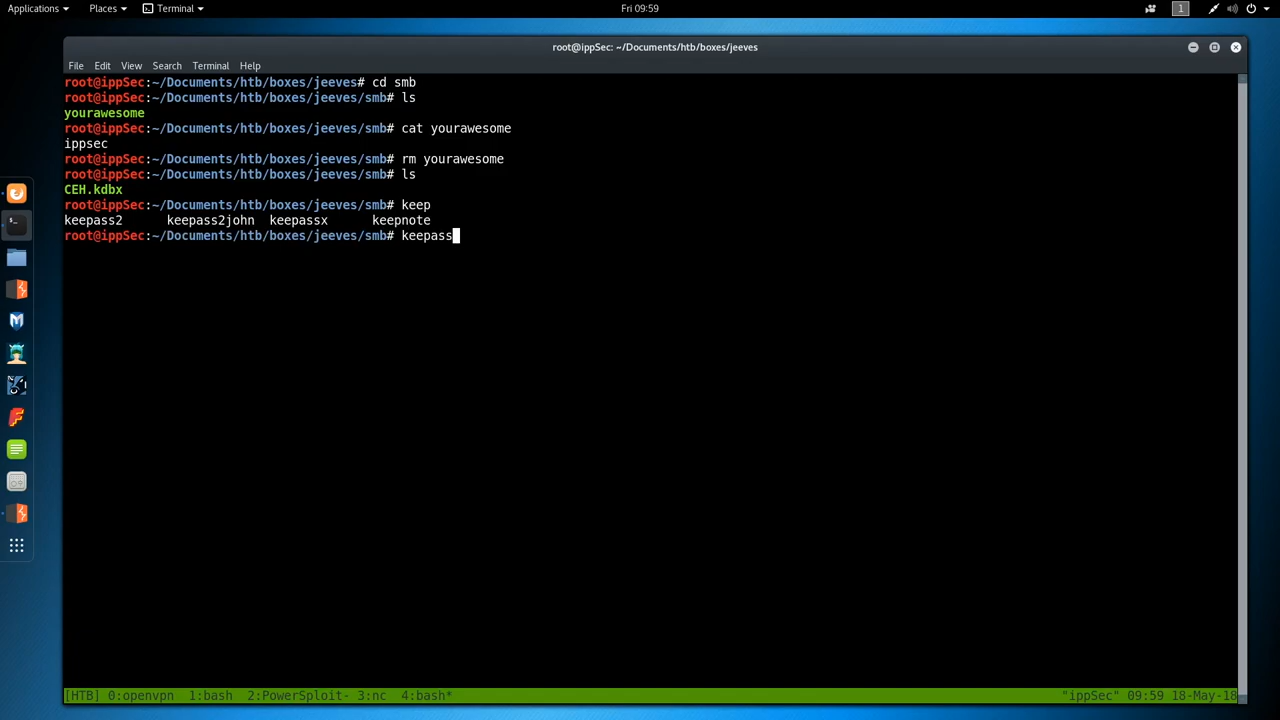 Applications Places Terminal Fri 09:59 1
root@ippSec: ~/Documents/htb/boxes/jeeves
File Edit View Search Terminal Help
root@ippSec:~/Documents/htb/boxes/jeeves# cd smb
root@ippSec:~/Documents/htb/boxes/jeeves/smb# ls
yourawesome
root@ippSec:~/Documents/htb/boxes/jeeves/smb# cat yourawesome
ippsec
root@ippSec:~/Documents/htb/boxes/jeeves/smb# rm yourawesome
root@ippSec:~/Documents/htb/boxes/jeeves/smb# ls
CEH.kdbx
root@ippSec:~/Documents/htb/boxes/jeeves/smb# keep
keepass2 keepass2john keepassx keepnote
root@ippSec:~/Documents/htb/boxes/jeeves/smb# keepass
[HTB] 0:openvpn 1:bash 2:PowerSploit- 3:nc 4:bash* "ippSec" 09:59 18-May-18